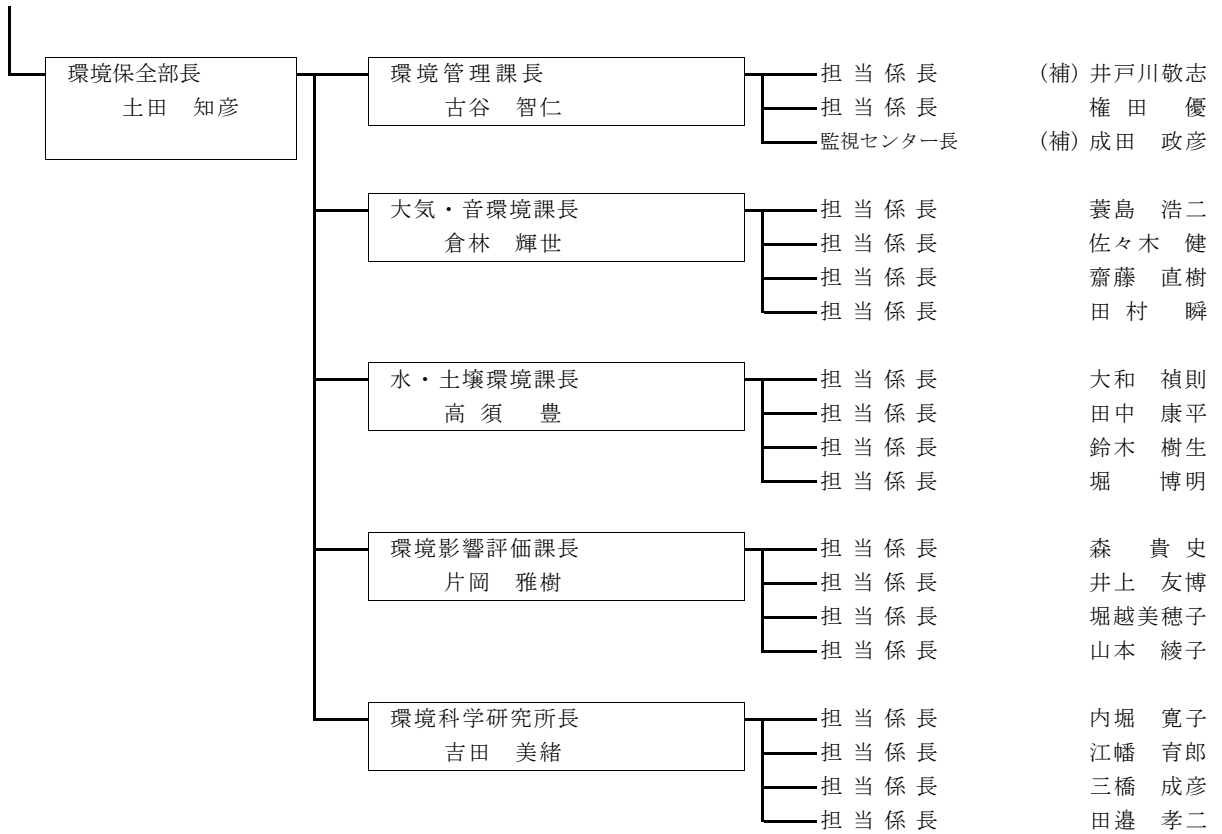 環境保全部長 環境管理課長 担当係長 (補) 井戸川敬志
土田 知彦 古谷 智仁 担当係長 権田 優
監視センター長 (補) 成田 政彦
大気・音環境課長 担当係長 蓑島 浩二
倉林 輝世 担当係長 佐々木 健
担当係長 齋藤 直樹
担当係長 田村 瞬
水・土壌環境課長 担当係長 大和 禎則
高須 豊 担当係長 田中 康平
担当係長 鈴木 樹生
担当係長 堀 博明
環境影響評価課長 担当係長 森 貴史
片岡 雅樹 担当係長 井上 友博
担当係長 堀越美穂子
担当係長 山本 綾子
環境科学研究所長 担当係長 内堀 寛子
吉田 美緒 担当係長 江幡 育郎
担当係長 三橋 成彦
担当係長 田邉 孝二